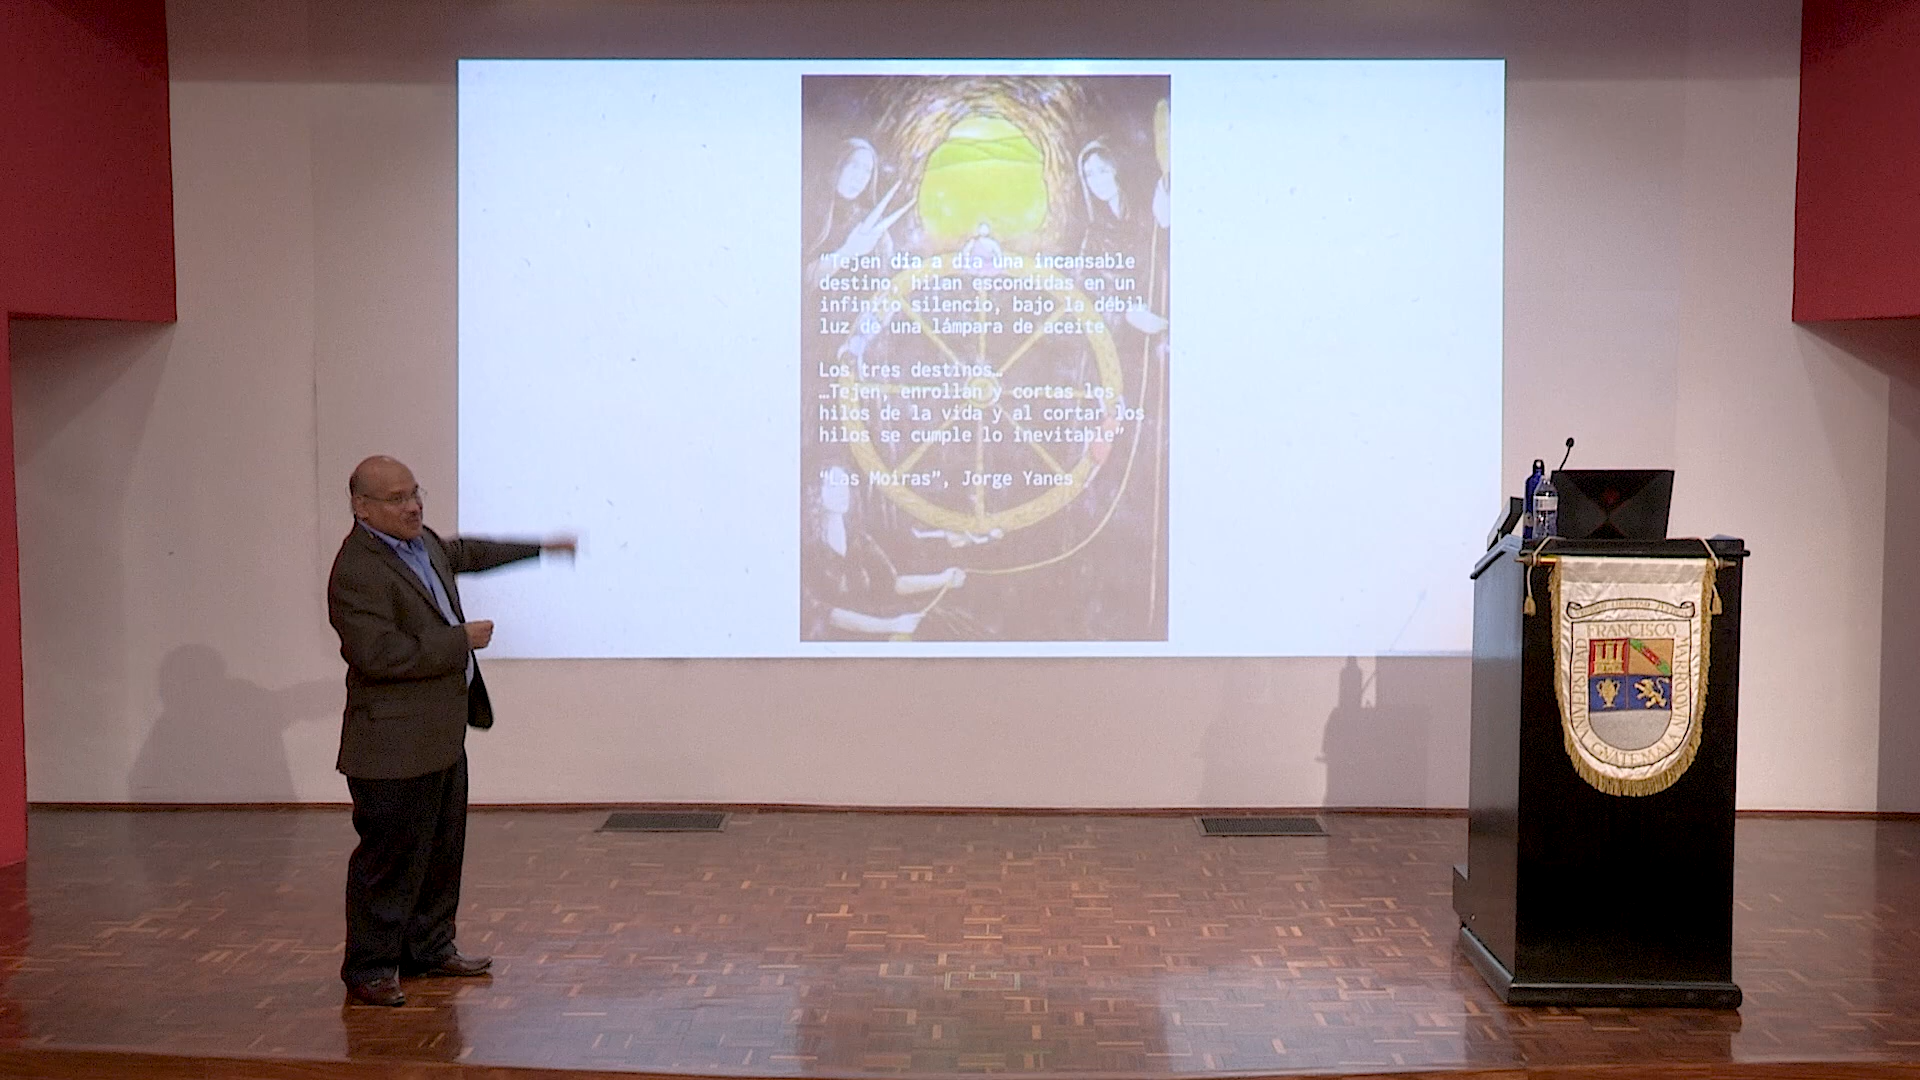 “Tejen día a día una incansable
destino, hilan escondidas en un
infinito silencio, bajo la débil
luz de una lámpara de aceite
Los tres destinos…
…Tejen, enrollan y cortas los
hilos de la vida y al cortar los
hilos se cumple lo inevitable”
“Las Moiras”, Jorge Yanes
UNIVERSIDAD FRANCISCO MARROQUIN
GVATEMALA